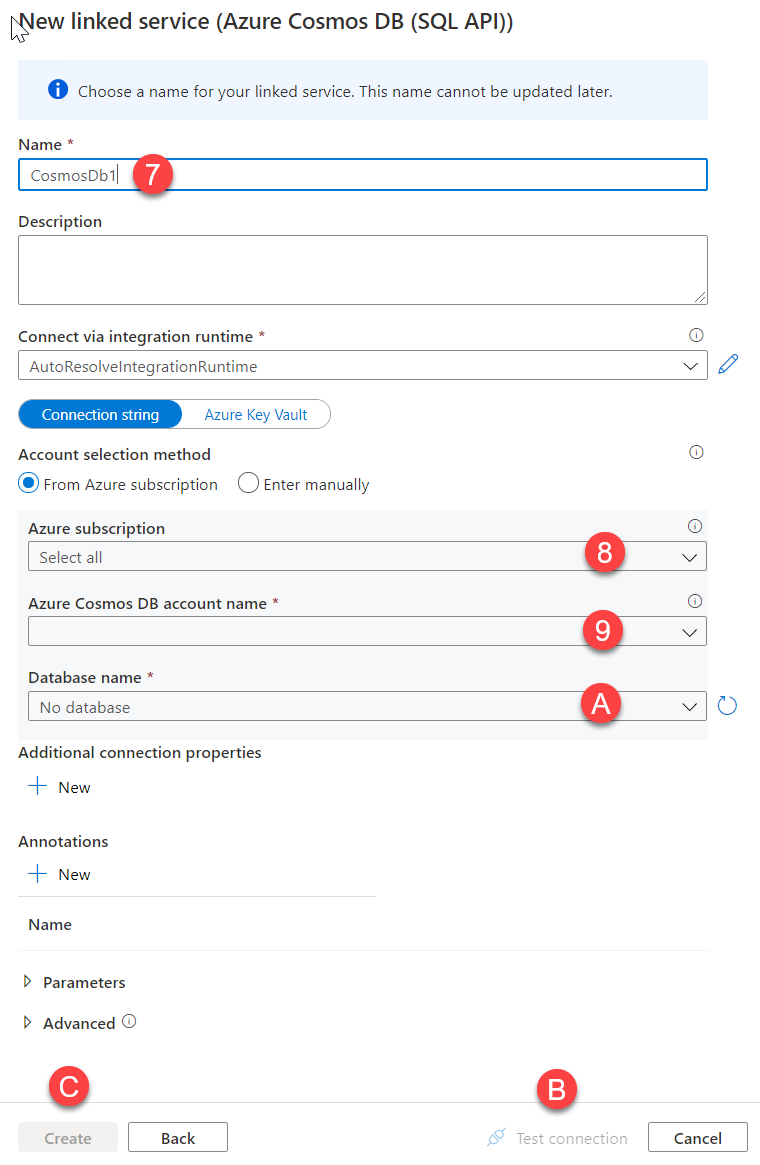 New linked service (Azure Cosmos DB (SQL API))
Choose a name for your linked service. This name cannot be updated later.
Name *
CosmosDb1 7
Description
Connect via integration runtime *
AutoResolveIntegrationRuntime
Connection string Azure Key Vault
Account selection method
From Azure subscription Enter manually
Azure subscription
Select all 8
Azure Cosmos DB account name *
9
Database name *
No database A
Additional connection properties
New
Annotations
New
Name
Parameters
Advanced
C B
Create Back Test connection Cancel